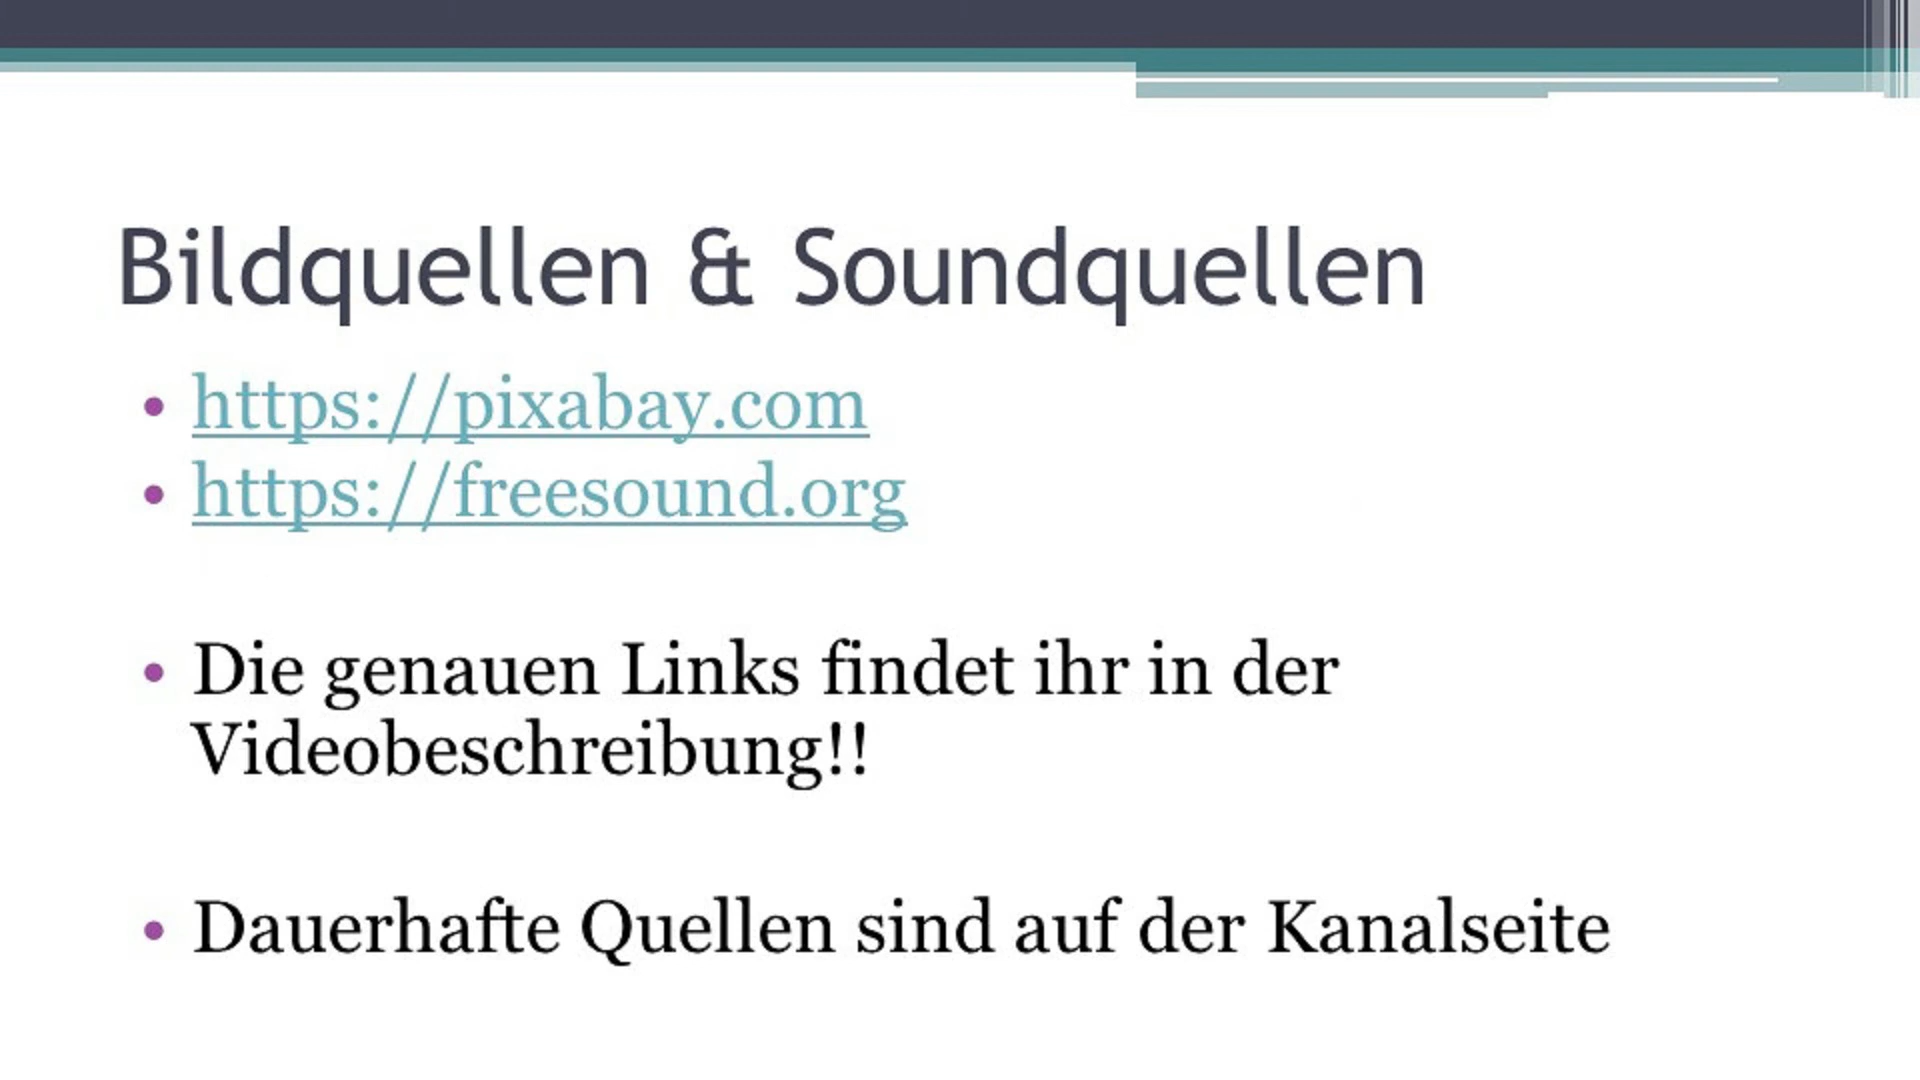 Bildquellen & Soundquellen
• https://pixabay.com
• https://freesound.org
• Die genauen Links findet ihr in der
Videobeschreibung!!
• Dauerhafte Quellen sind auf der Kanalseite